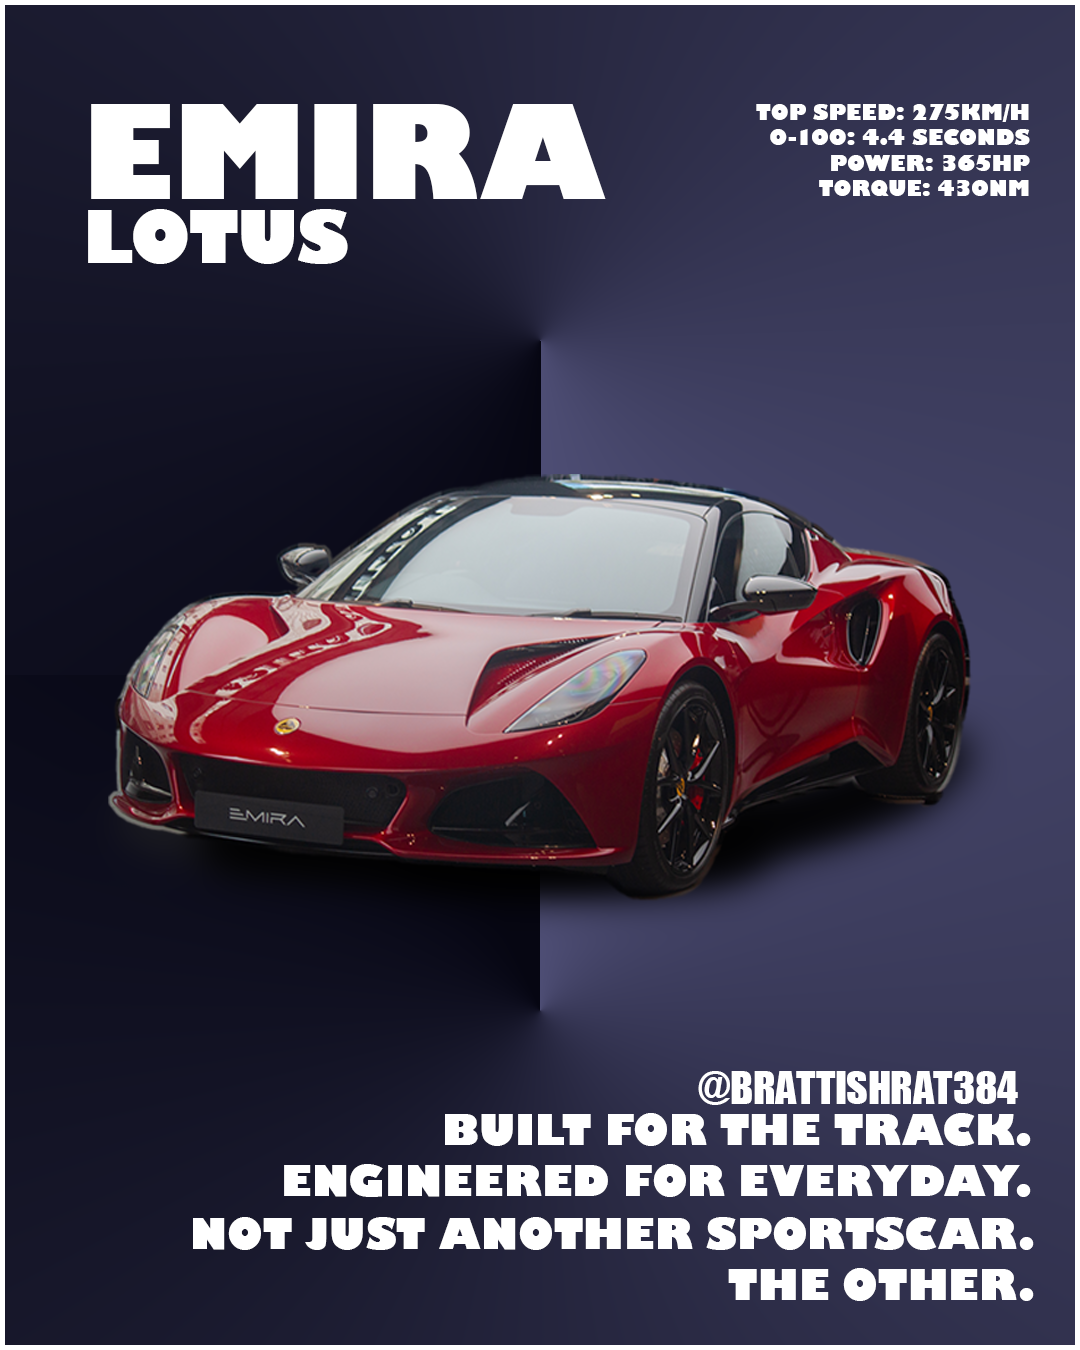 EMIRA
LOTUS
TOP SPEED: 275KM/H
0-100: 4.4 SECONDS
POWER: 365HP
TORQUE: 430NM
EMIRA
@BRATTISHRAT384
BUILT FOR THE TRACK.
ENGINEERED FOR EVERYDAY.
NOT JUST ANOTHER SPORTSCAR.
THE OTHER.